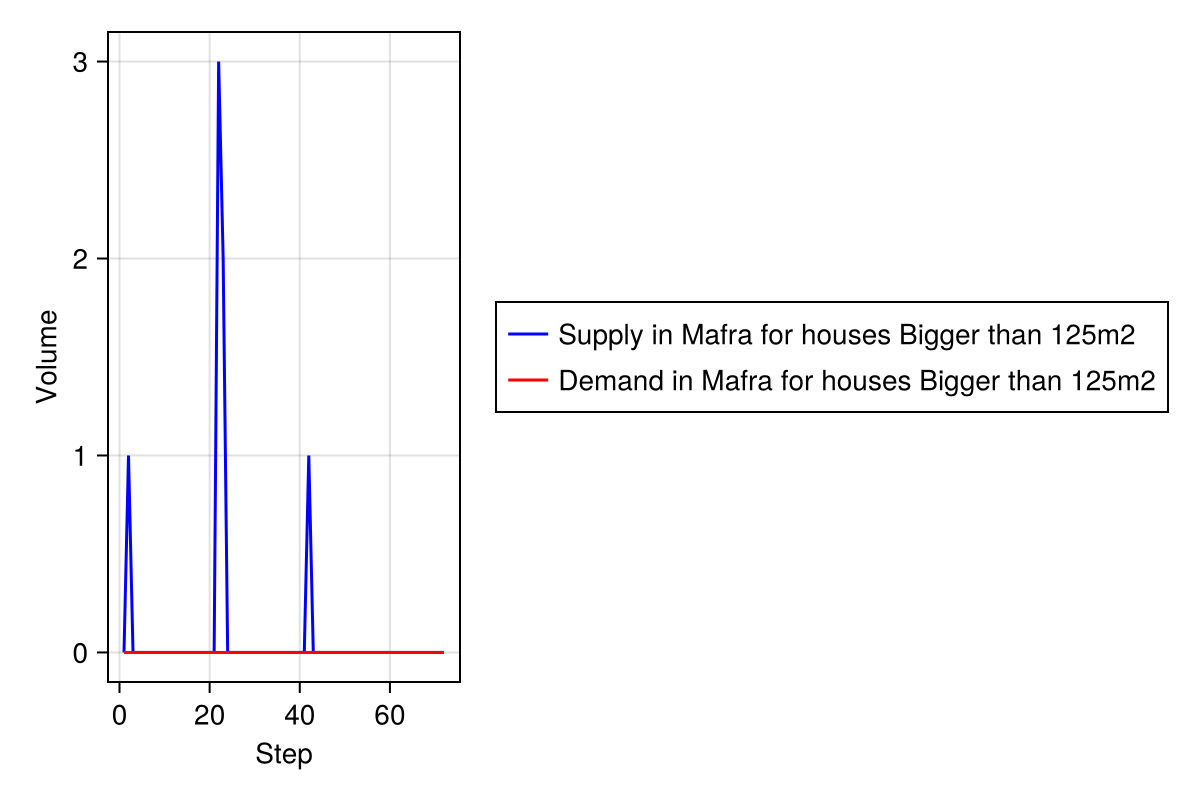 3
2
1
0
Volume
0 20 40 60
Step
Supply in Mafra for houses Bigger than 125m2
Demand in Mafra for houses Bigger than 125m2